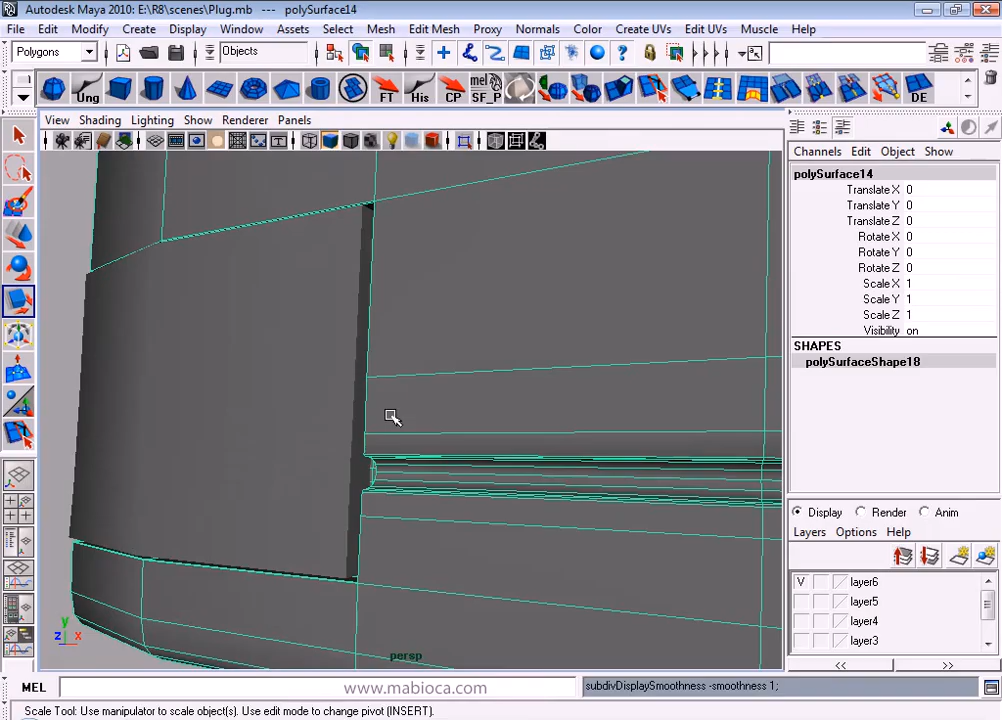 Autodesk Maya 2010: E:\R8\scenes\Plug.mb --- polySurface14
File Edit Modify Create Display Window Assets Select Mesh Edit Mesh Proxy Normals Color Create UVs Edit UVs Muscle Help
Polygons Objects
Ung FT His mel SF_P CP DE
View Shading Lighting Show Renderer Panels
Channels Edit Object Show
polySurface14
Translate X 0
Translate Y 0
Translate Z 0
Rotate X 0
Rotate Y 0
Rotate Z 0
Scale X 1
Scale Y 1
Scale Z 1
Visibility on
SHAPES
polySurfaceShape18
Display Render Anim
Layers Options Help
V layer6
layer5
layer4
layer3
<< >>
y
z x
persp
MEL www.mabioca.com subdivDisplaySmoothness -smoothness 1;
Scale Tool: Use manipulator to scale object(s). Use edit mode to change pivot (INSERT).